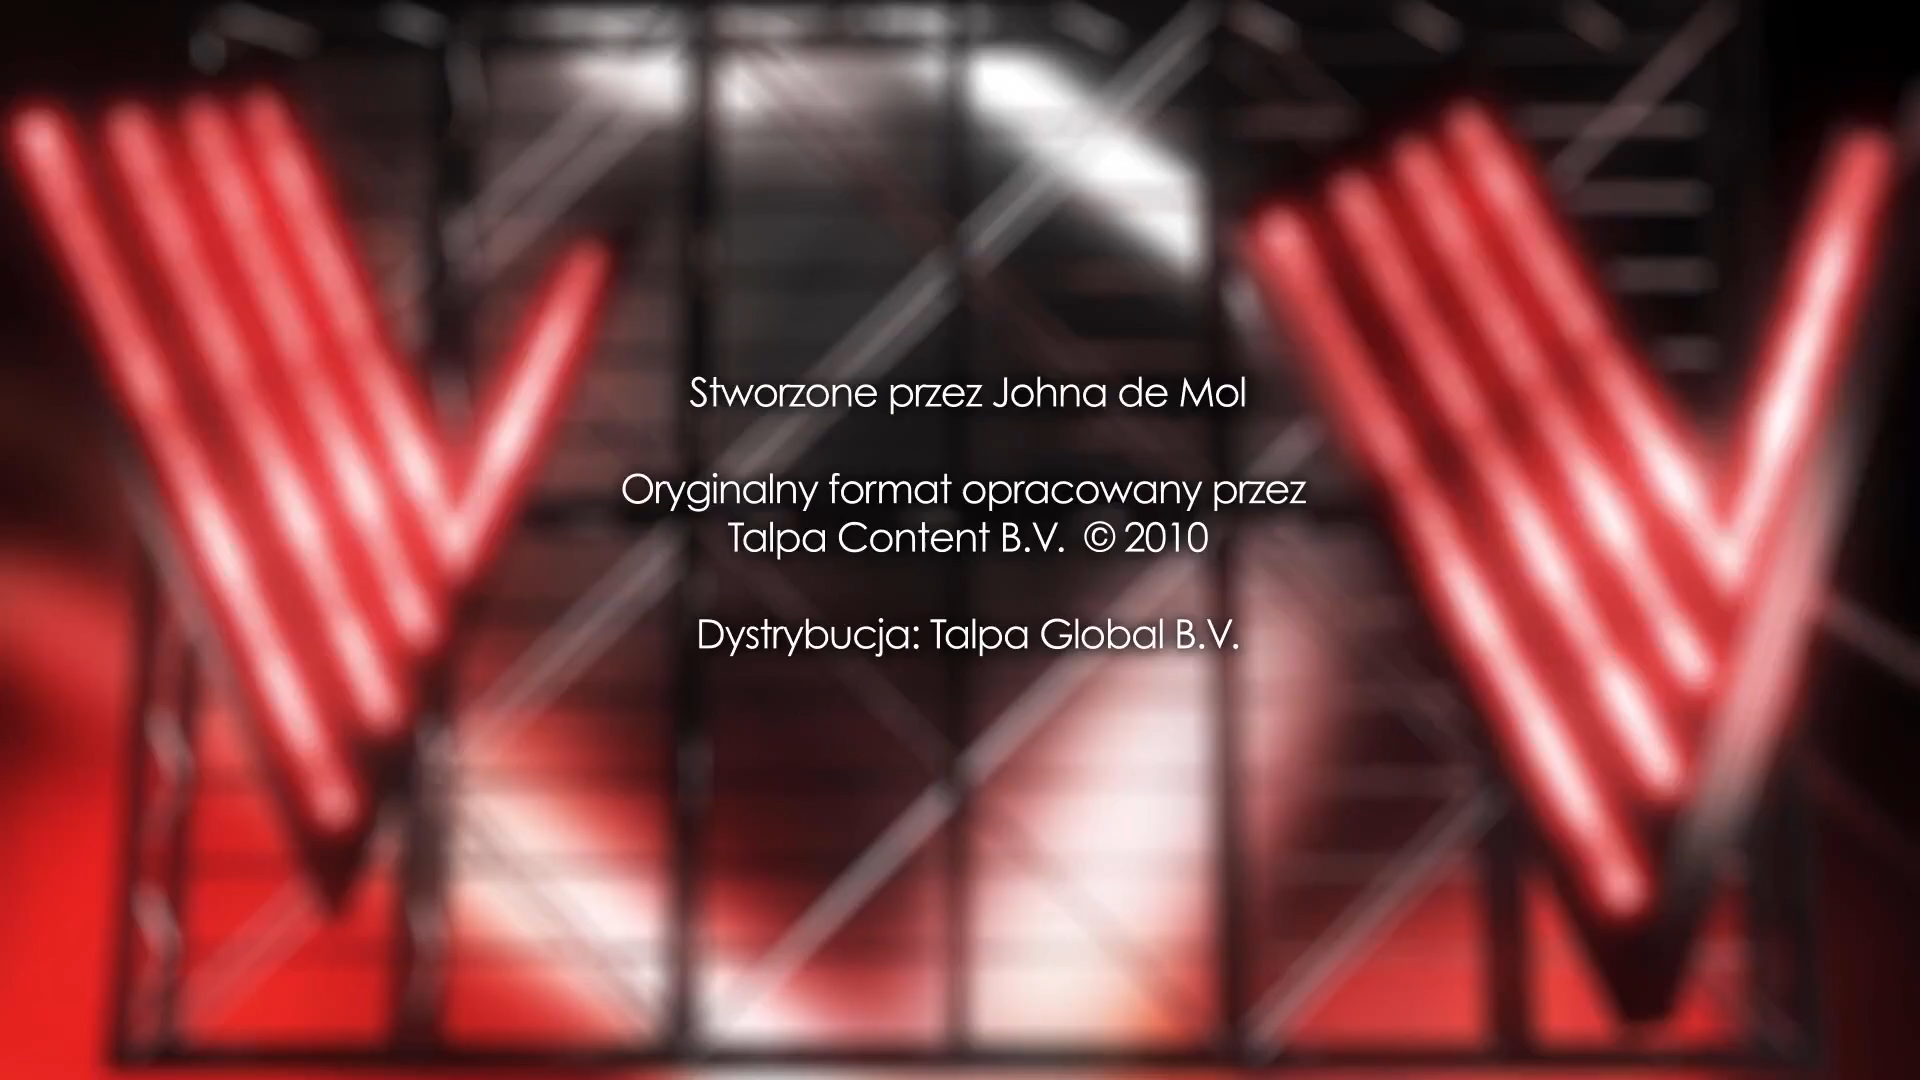 Stworzone przez Johna de Mol
Oryginalny format opracowany przez
Talpa Content B.V. © 2010
Dystrybucja: Talpa Global B.V.